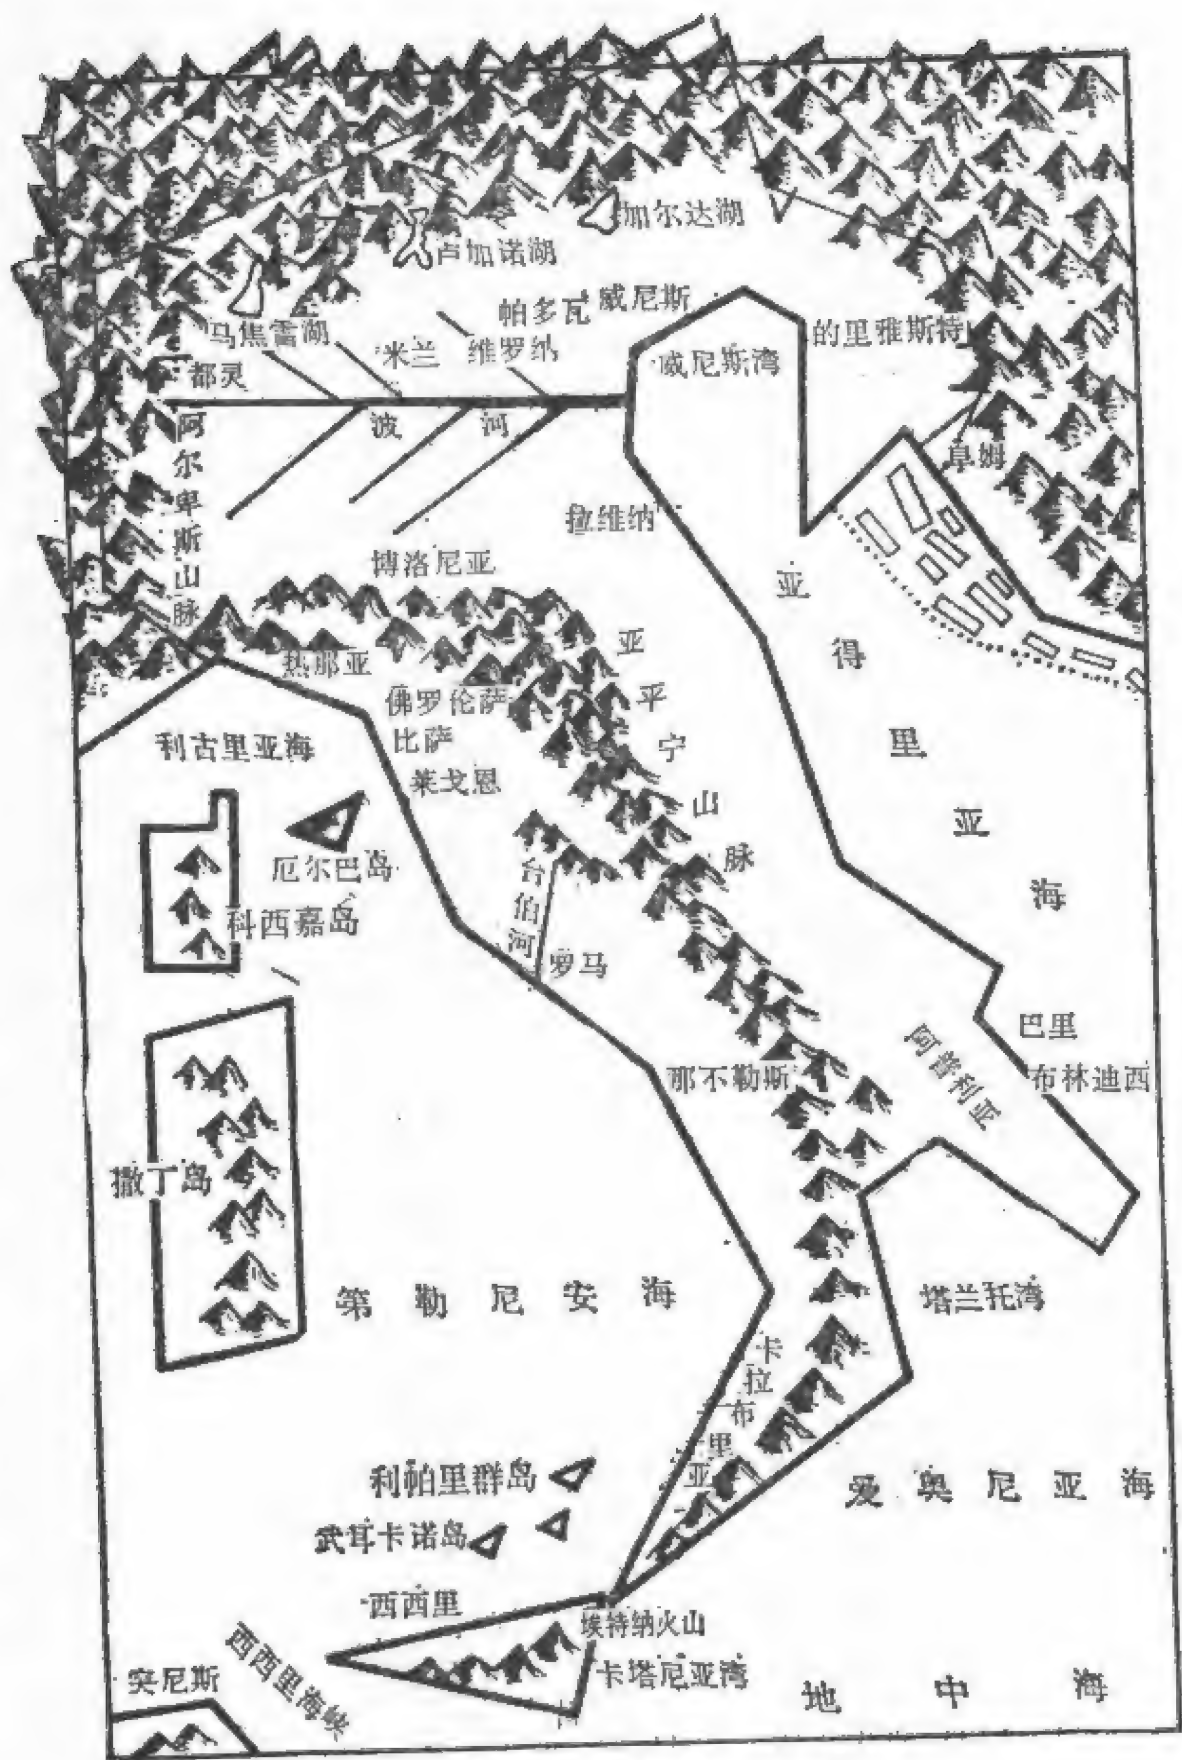 加尔达湖
卢加诺湖
马焦雷湖
帕多瓦
威尼斯
米兰
维罗纳
都灵
威尼斯湾
的里雅斯特
阜姆
波河
阿尔卑斯山脉
拉维纳
博洛尼亚
热那亚
佛罗伦萨
比萨
莱戈恩
亚平宁山脉
亚得里亚海
利古里亚海
厄尔巴岛
科西嘉岛
台伯河
罗马
巴里
布林迪西
阿普利亚
那不勒斯
撒丁岛
第勒尼安海
塔兰托湾
卡拉布里亚
利帕里群岛
武耳卡诺岛
爱奥尼亚海
西西里
埃特纳火山
卡塔尼亚湾
突尼斯
西西里海峡
地中海